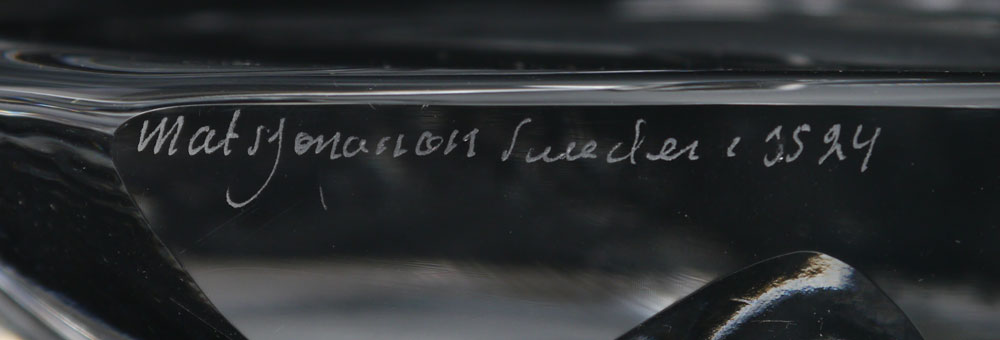 Mats Jonasson Sweden . 3524